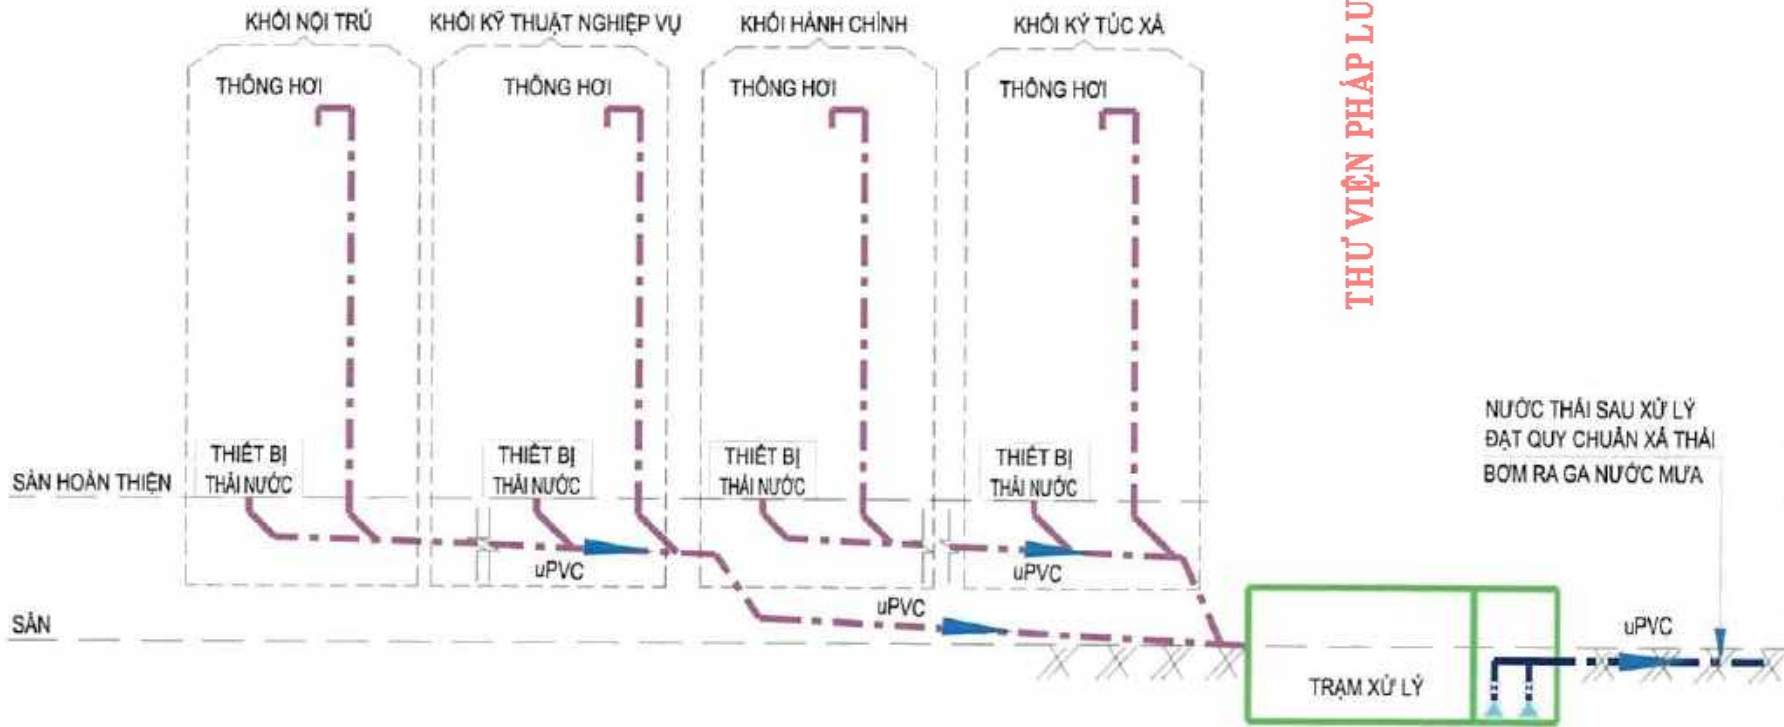 KHỐI NỘI TRÚ
KHỐI KỸ THUẬT NGHIỆP VỤ
KHỐI HÀNH CHÍNH
KHỐI KÝ TÚC XÁ
THÔNG HƠI
THÔNG HƠI
THÔNG HƠI
THÔNG HƠI
THƯ VIỆN PHÁP LU
NƯỚC THẢI SAU XỬ LÝ
ĐẠT QUY CHUẨN XẢ THẢI
BƠM RA GA NƯỚC MƯA
SÀN HOÀN THIỆN
THIẾT BỊ
THẢI NƯỚC
THIẾT BỊ
THẢI NƯỚC
THIẾT BỊ
THẢI NƯỚC
THIẾT BỊ
THẢI NƯỚC
uPVC
uPVC
uPVC
SÂN
uPVC
TRẠM XỬ LÝ